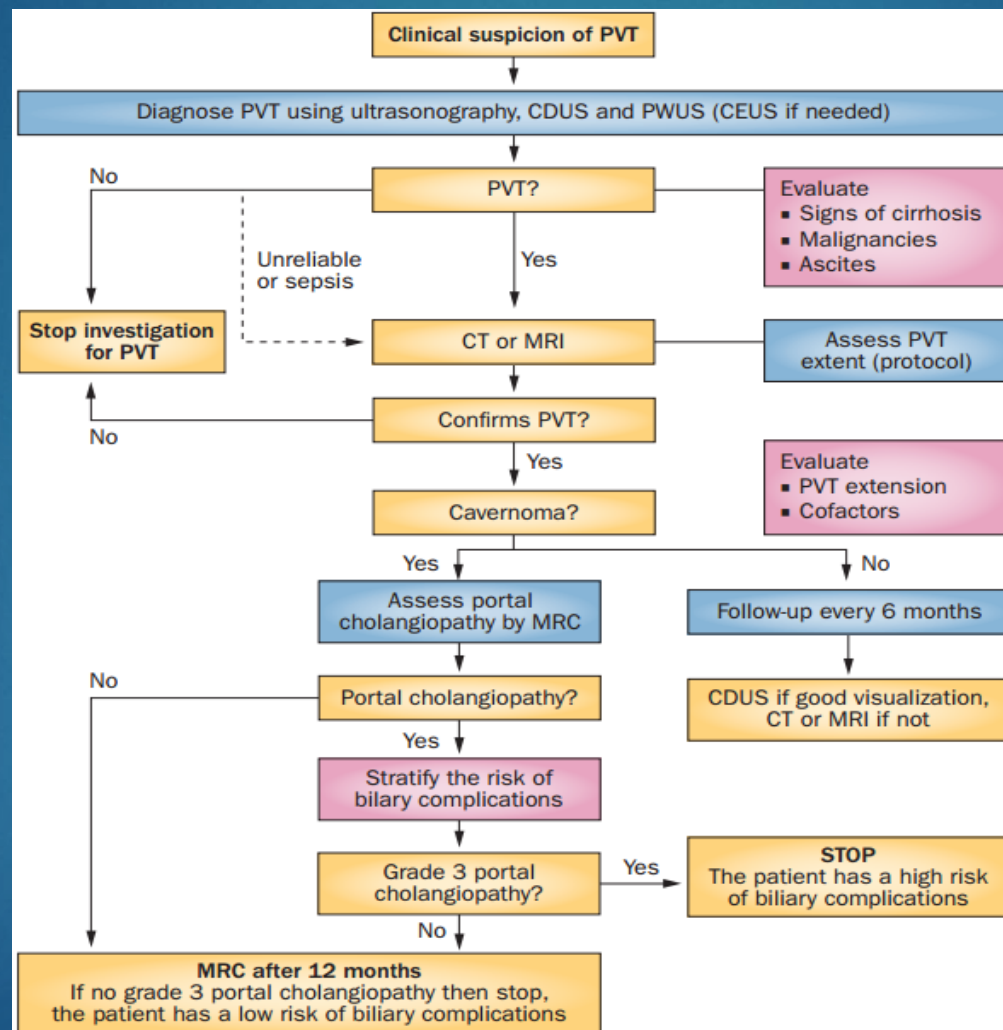 Clinical suspicion of PVT
Diagnose PVT using ultrasonography, CDUS and PWUS (CEUS if needed)
No
PVT?
Evaluate
▪ Signs of cirrhosis
▪ Malignancies
▪ Ascites
Unreliable
or sepsis
Yes
Stop investigation
for PVT
CT or MRI
Assess PVT
extent (protocol)
Confirms PVT?
No
Yes
Evaluate
▪ PVT extension
▪ Cofactors
Cavernoma?
Yes
No
Assess portal
cholangiopathy by MRC
Follow-up every 6 months
No
Portal cholangiopathy?
CDUS if good visualization,
CT or MRI if not
Yes
Stratify the risk of
bilary complications
Grade 3 portal
cholangiopathy?
Yes
STOP
The patient has a high risk
of biliary complications
No
MRC after 12 months
If no grade 3 portal cholangiopathy then stop,
the patient has a low risk of biliary complications